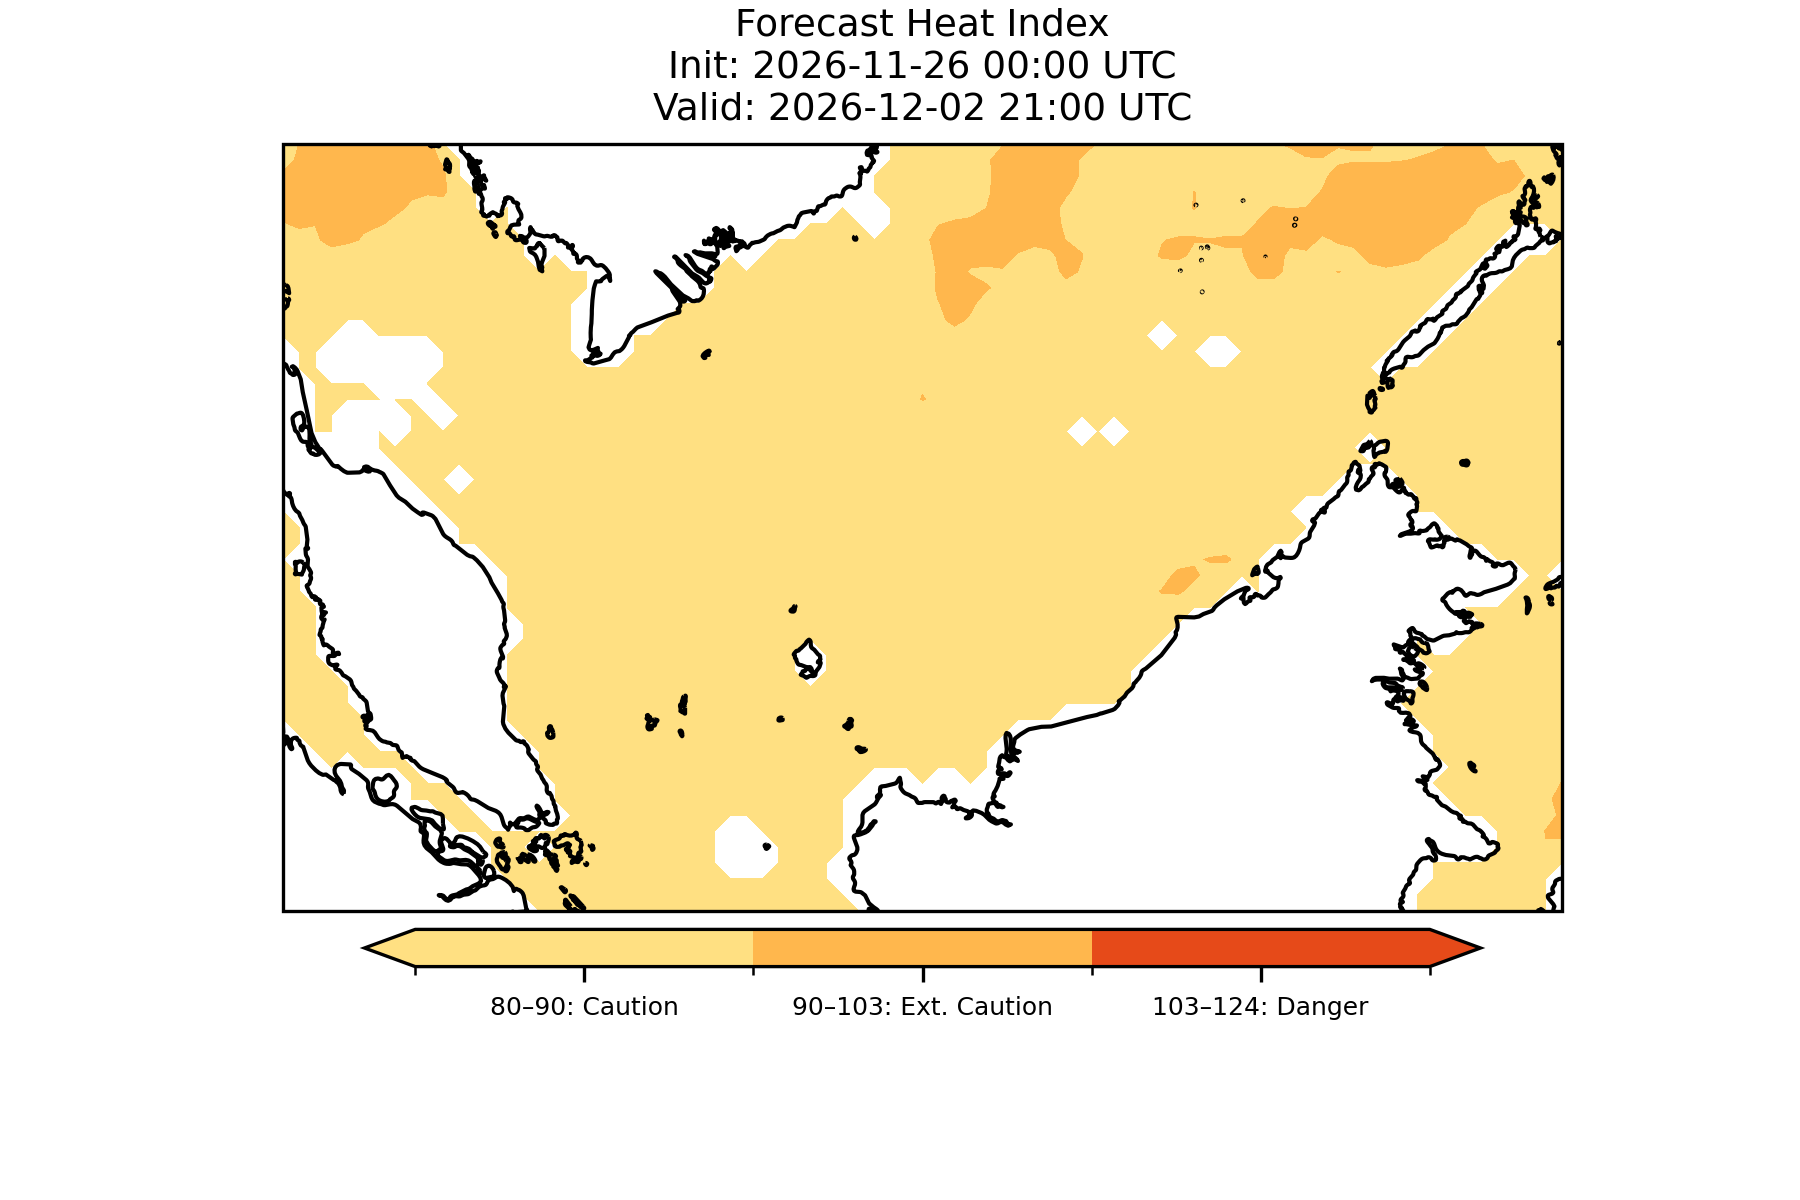 Forecast Heat Index
Init: 2026-11-26 00:00 UTC
Valid: 2026-12-02 21:00 UTC
80–90: Caution
90–103: Ext. Caution
103–124: Danger